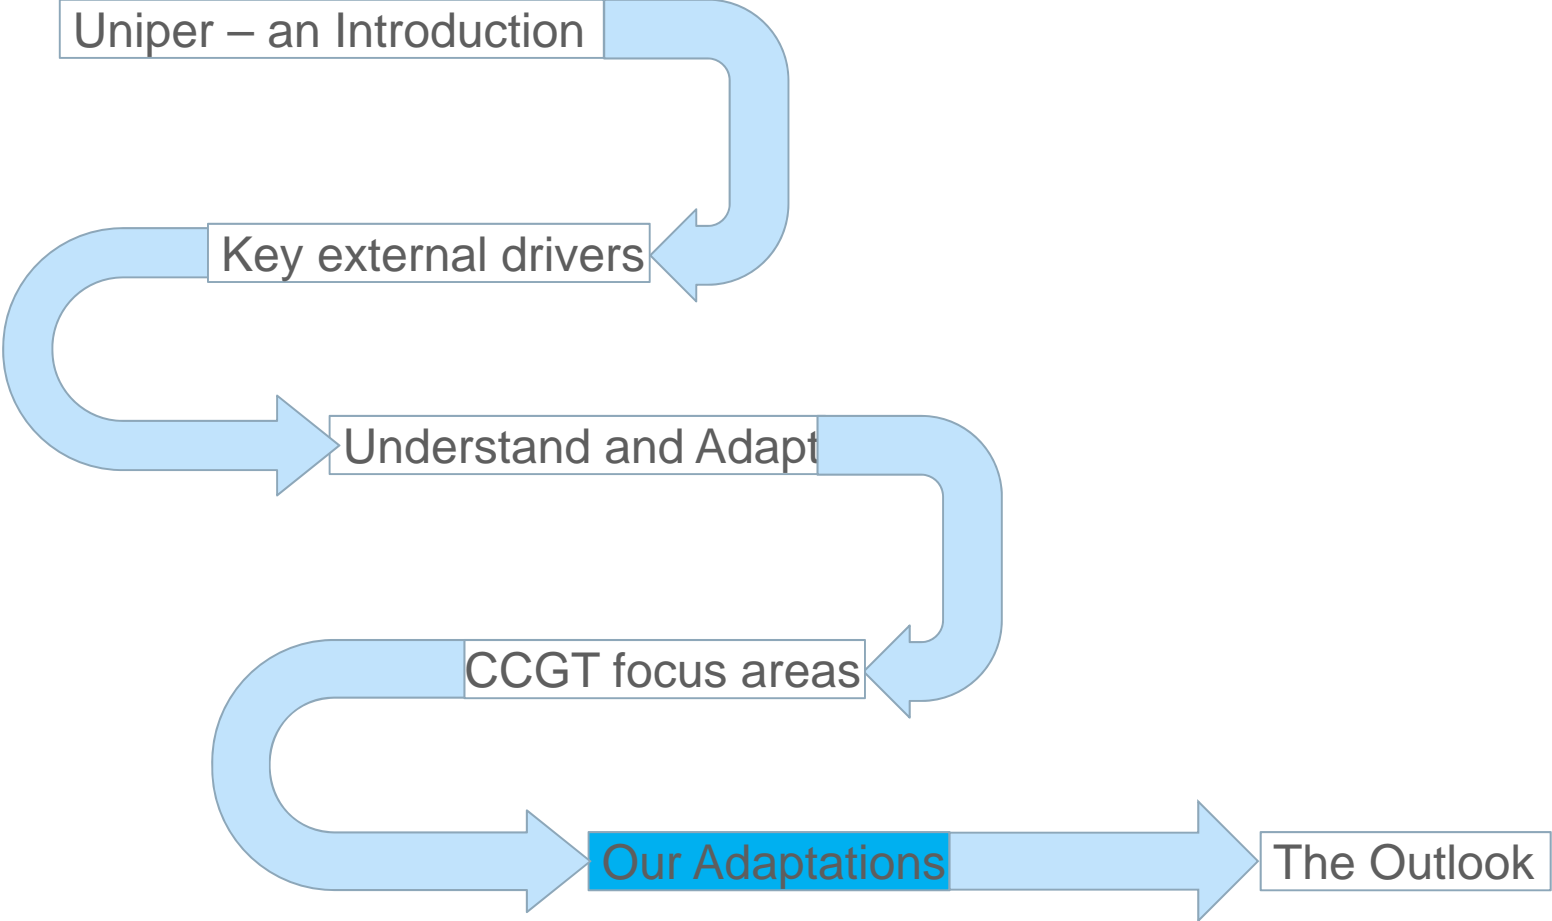 Uniper – an Introduction
Key external drivers
Understand and Adapt
CCGT focus areas
Our Adaptations
The Outlook